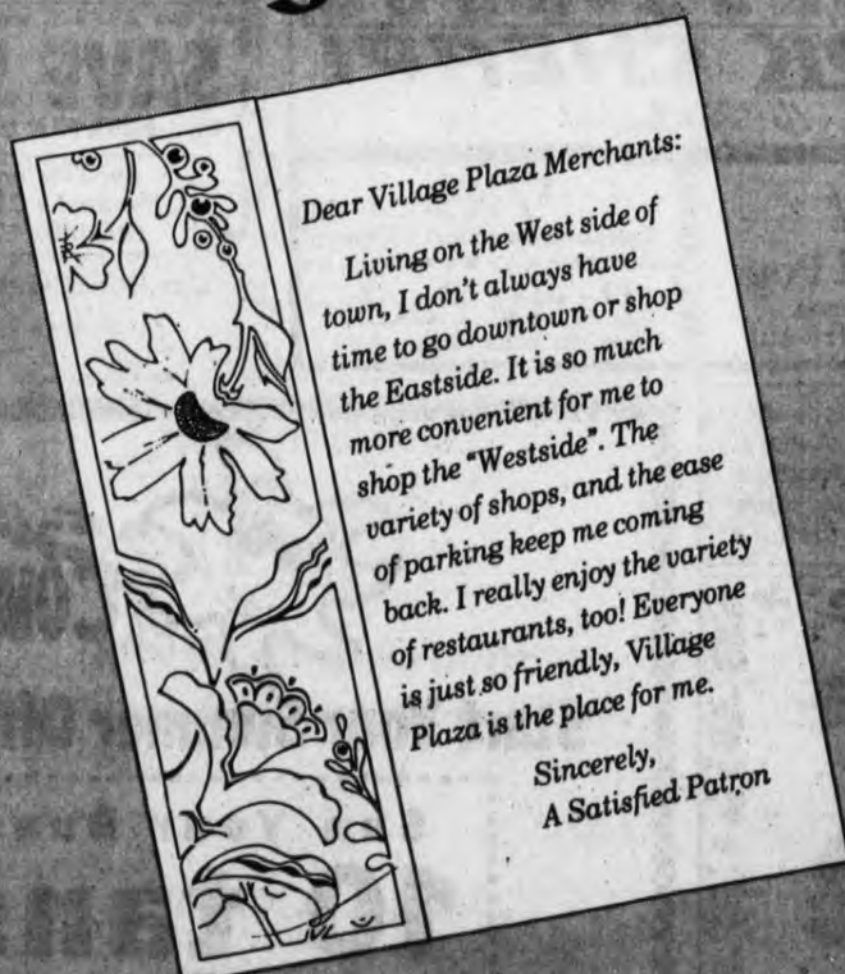 Dear Village Plaza Merchants:
Living on the West side of
town, I don't always have
time to go downtown or shop
the Eastside. It is so much
more convenient for me to
shop the "Westside". The
variety of shops, and the ease
of parking keep me coming
back. I really enjoy the variety
of restaurants, too! Everyone
is just so friendly, Village
Plaza is the place for me.
Sincerely,
A Satisfied Patron